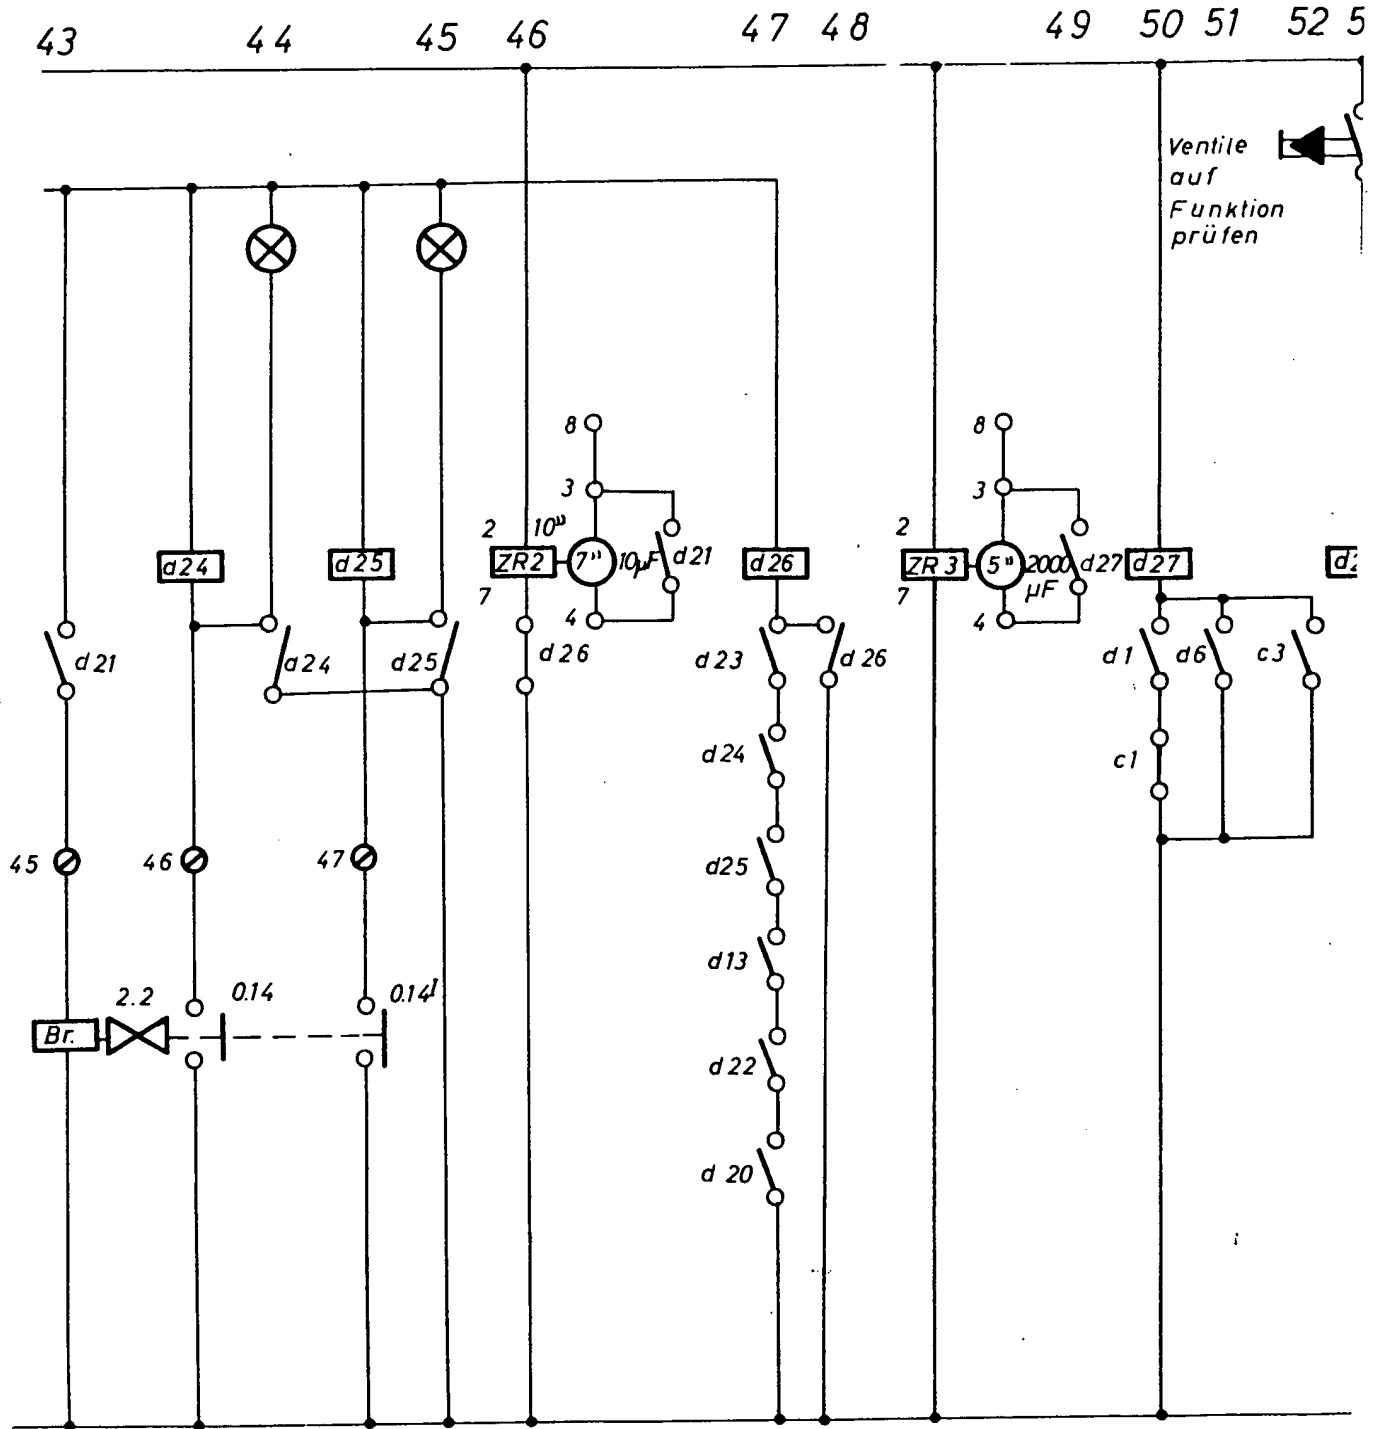 43 44 45 46 47 48 49 50 51 52 5
Ventile
auf
Funktion
prüfen
8
8
3
3
2 10" 2
d24 d25 ZR2 7" 10µF d21 d26 ZR3 5" 2000 µF d27 d27
7 7
4 4
d21 d24 d25 d26 d23 d26 d1 d6 c3
d24
c1
45 46 47 d25
d13
2.2 0.14 0.14I
Br.
d22
d20